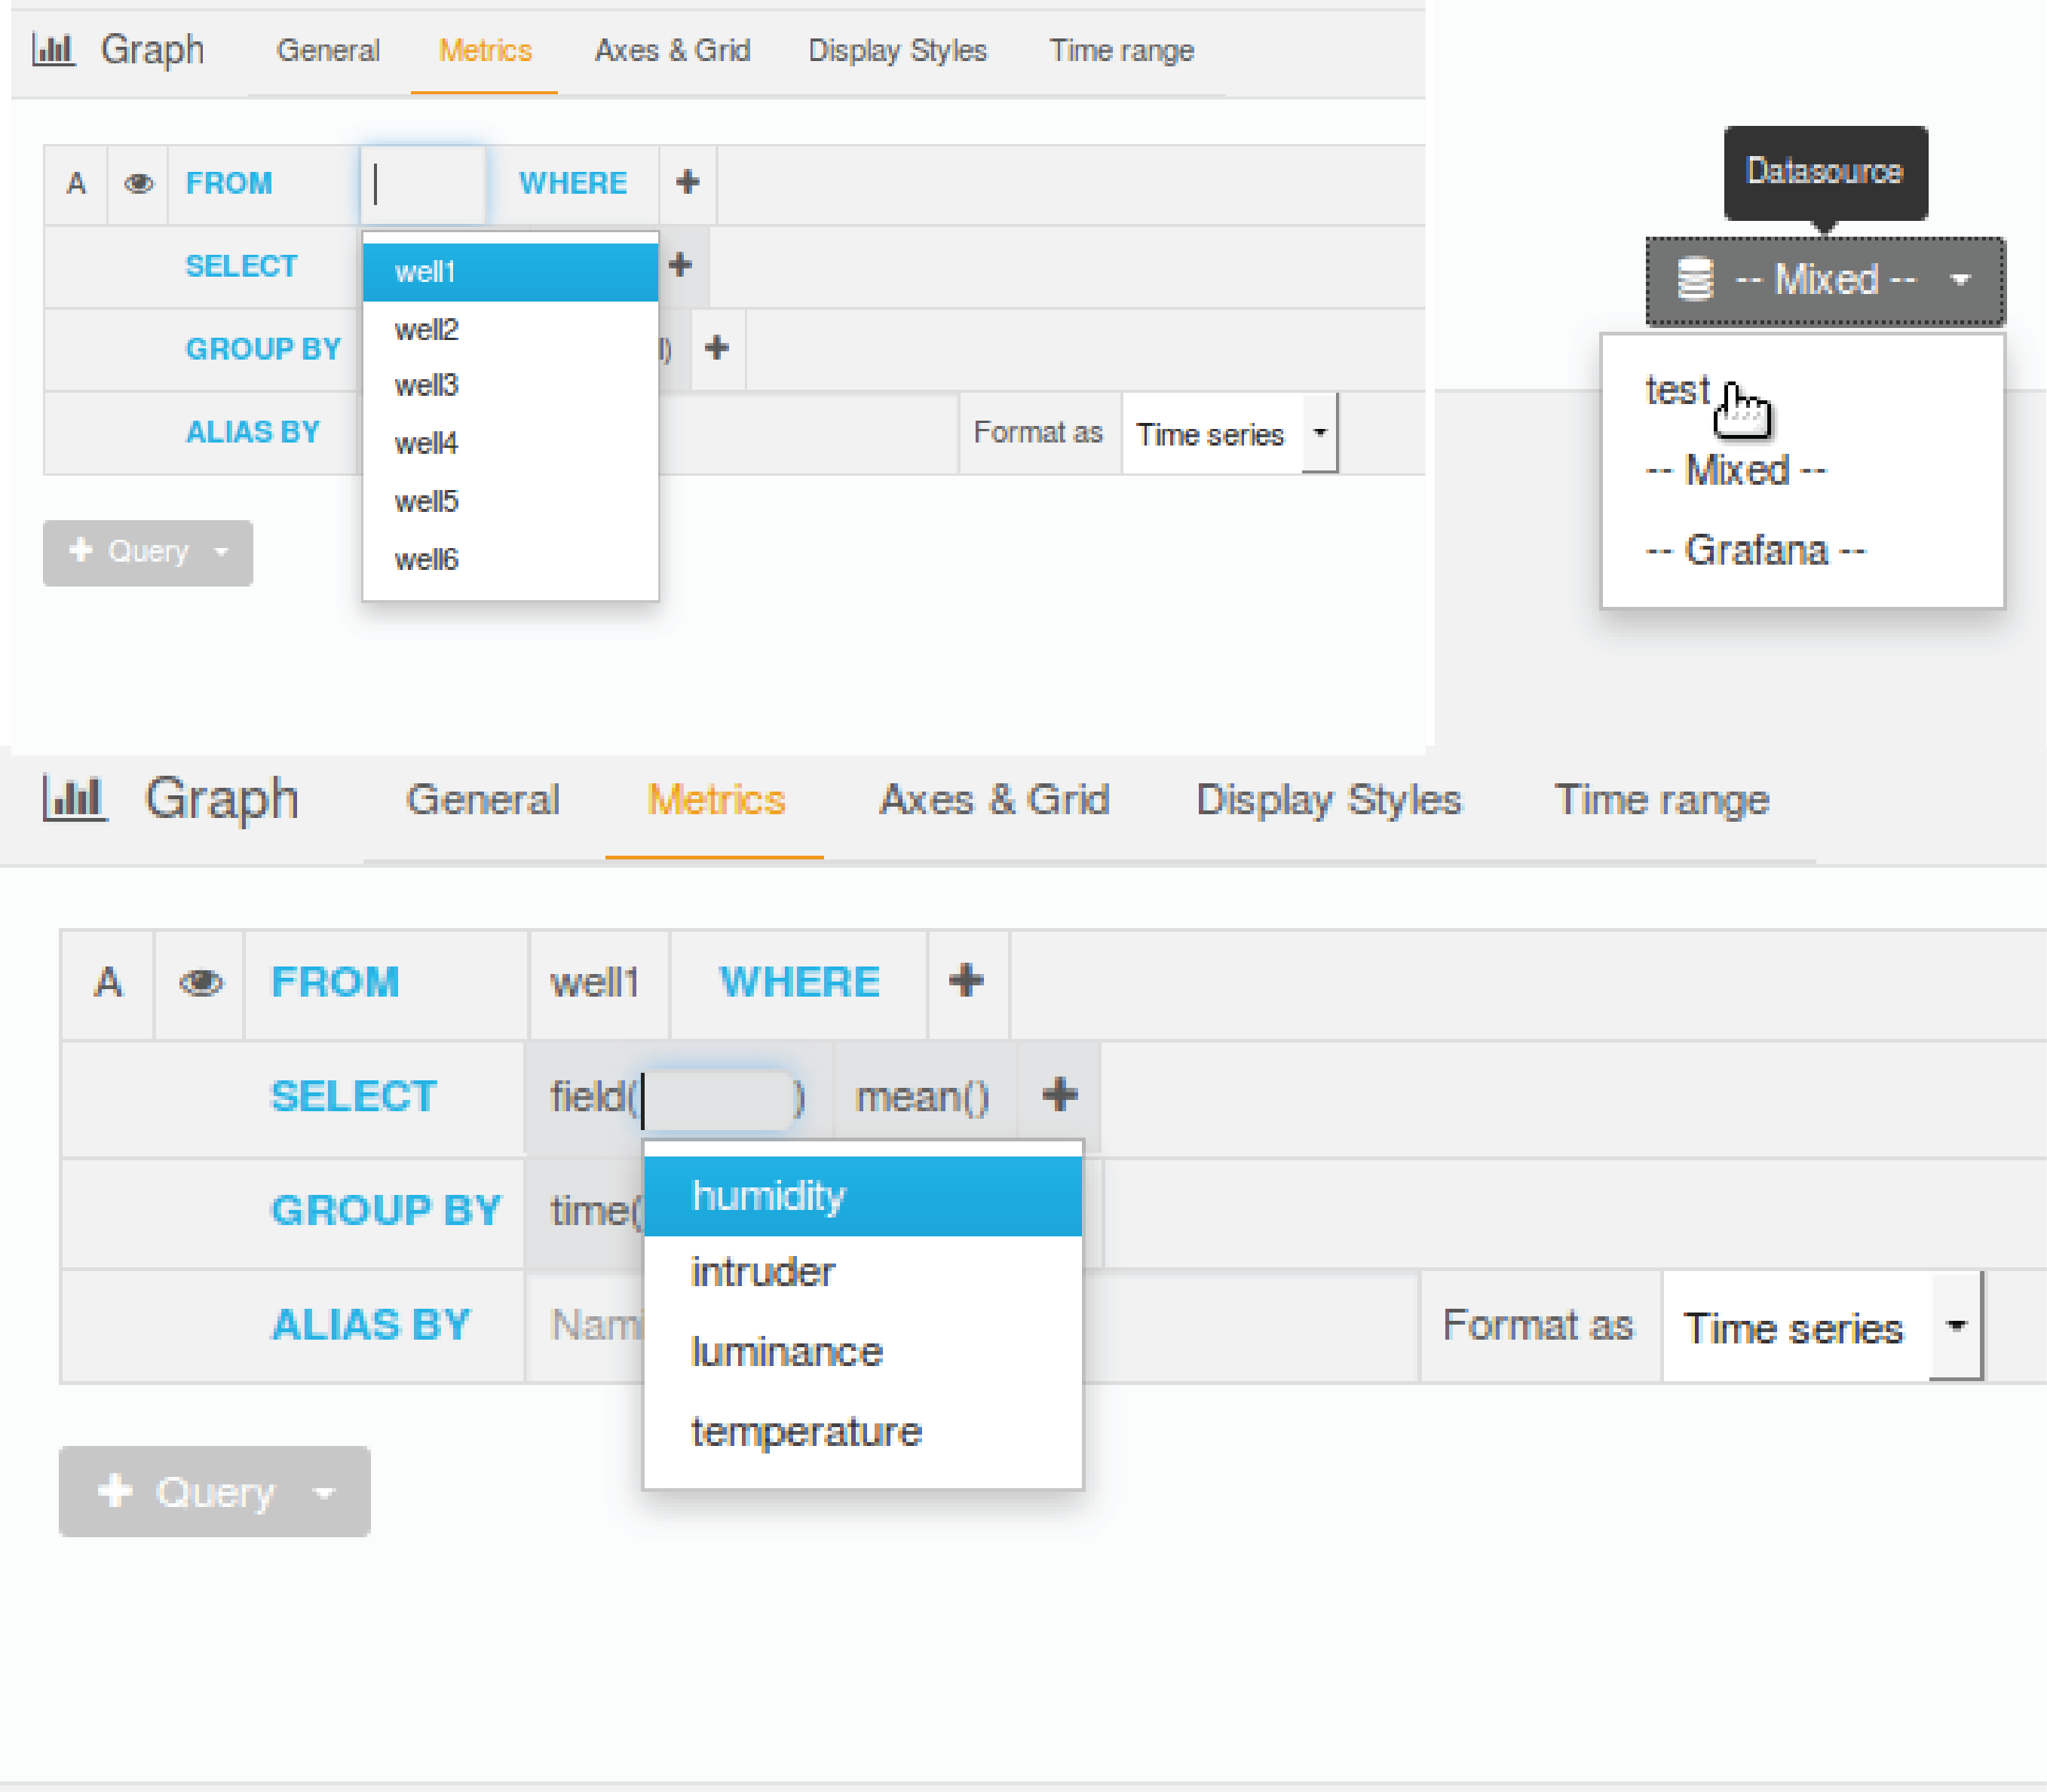 Graph General Metrics Axes & Grid Display Styles Time range
A FROM WHERE +
well1
SELECT +
well2
GROUP BY ) +
well3
well4
ALIAS BY Format as Time series
well5
+ Query
well6
Datasource
-- Mixed --
test
-- Mixed --
-- Grafana --
Graph General Metrics Axes & Grid Display Styles Time range
A FROM well1 WHERE +
SELECT field( ) mean() +
humidity
GROUP BY time(
intruder
ALIAS BY Nam Format as Time series
luminance
temperature
+ Query